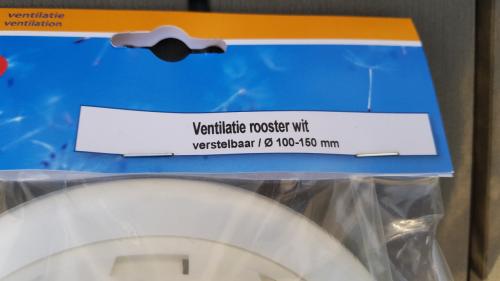 ventilatie
ventilation
Ventilatie rooster wit
verstelbaar / Ø 100-150 mm